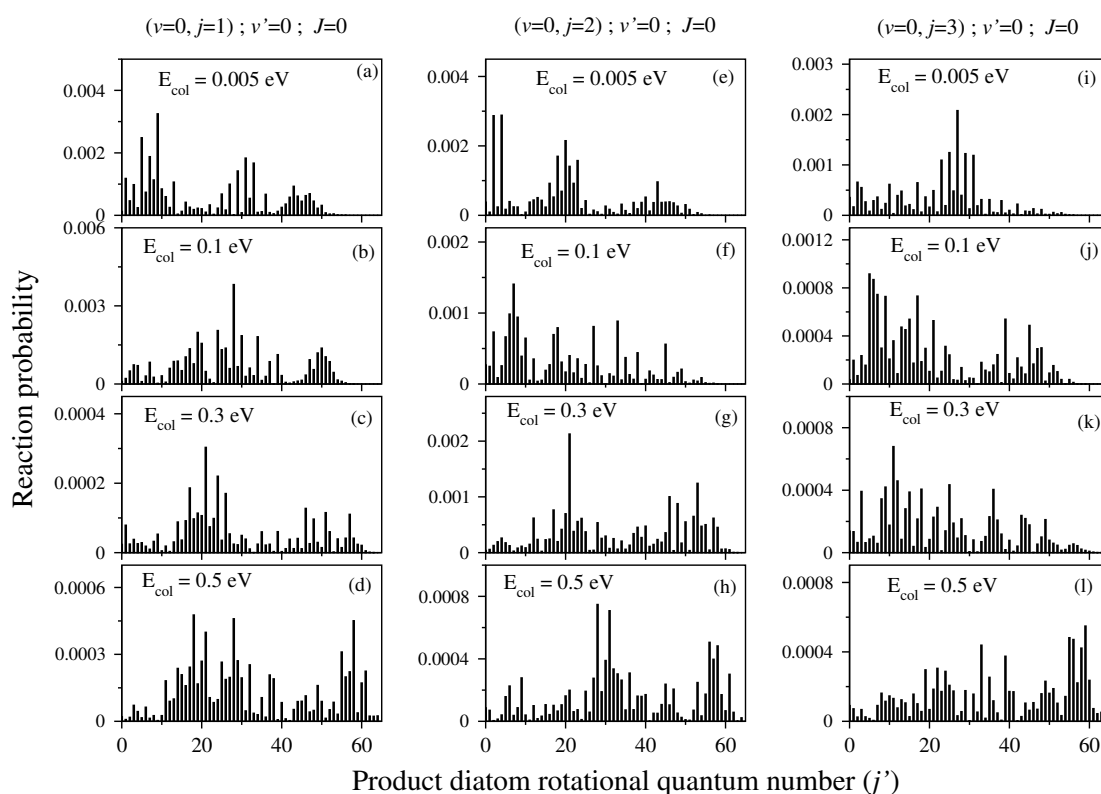 (v=0, j=1) ; v'=0 ; J=0
(v=0, j=2) ; v'=0 ; J=0
(v=0, j=3) ; v'=0 ; J=0
Reaction probability
E_col = 0.005 eV (a)
0.004
0.002
0
E_col = 0.1 eV (b)
0.006
0.003
0
E_col = 0.3 eV (c)
0.0004
0.0002
0
E_col = 0.5 eV (d)
0.0006
0.0003
0
0 20 40 60
E_col = 0.005 eV (e)
0.004
0.002
0
E_col = 0.1 eV (f)
0.002
0.001
0
E_col = 0.3 eV (g)
0.002
0.001
0
E_col = 0.5 eV (h)
0.0008
0.0004
0
0 20 40 60
E_col = 0.005 eV (i)
0.003
0.002
0.001
0
E_col = 0.1 eV (j)
0.0012
0.0008
0.0004
0
E_col = 0.3 eV (k)
0.0008
0.0004
0
E_col = 0.5 eV (l)
0.0008
0.0004
0
0 20 40 60
Product diatom rotational quantum number (j')